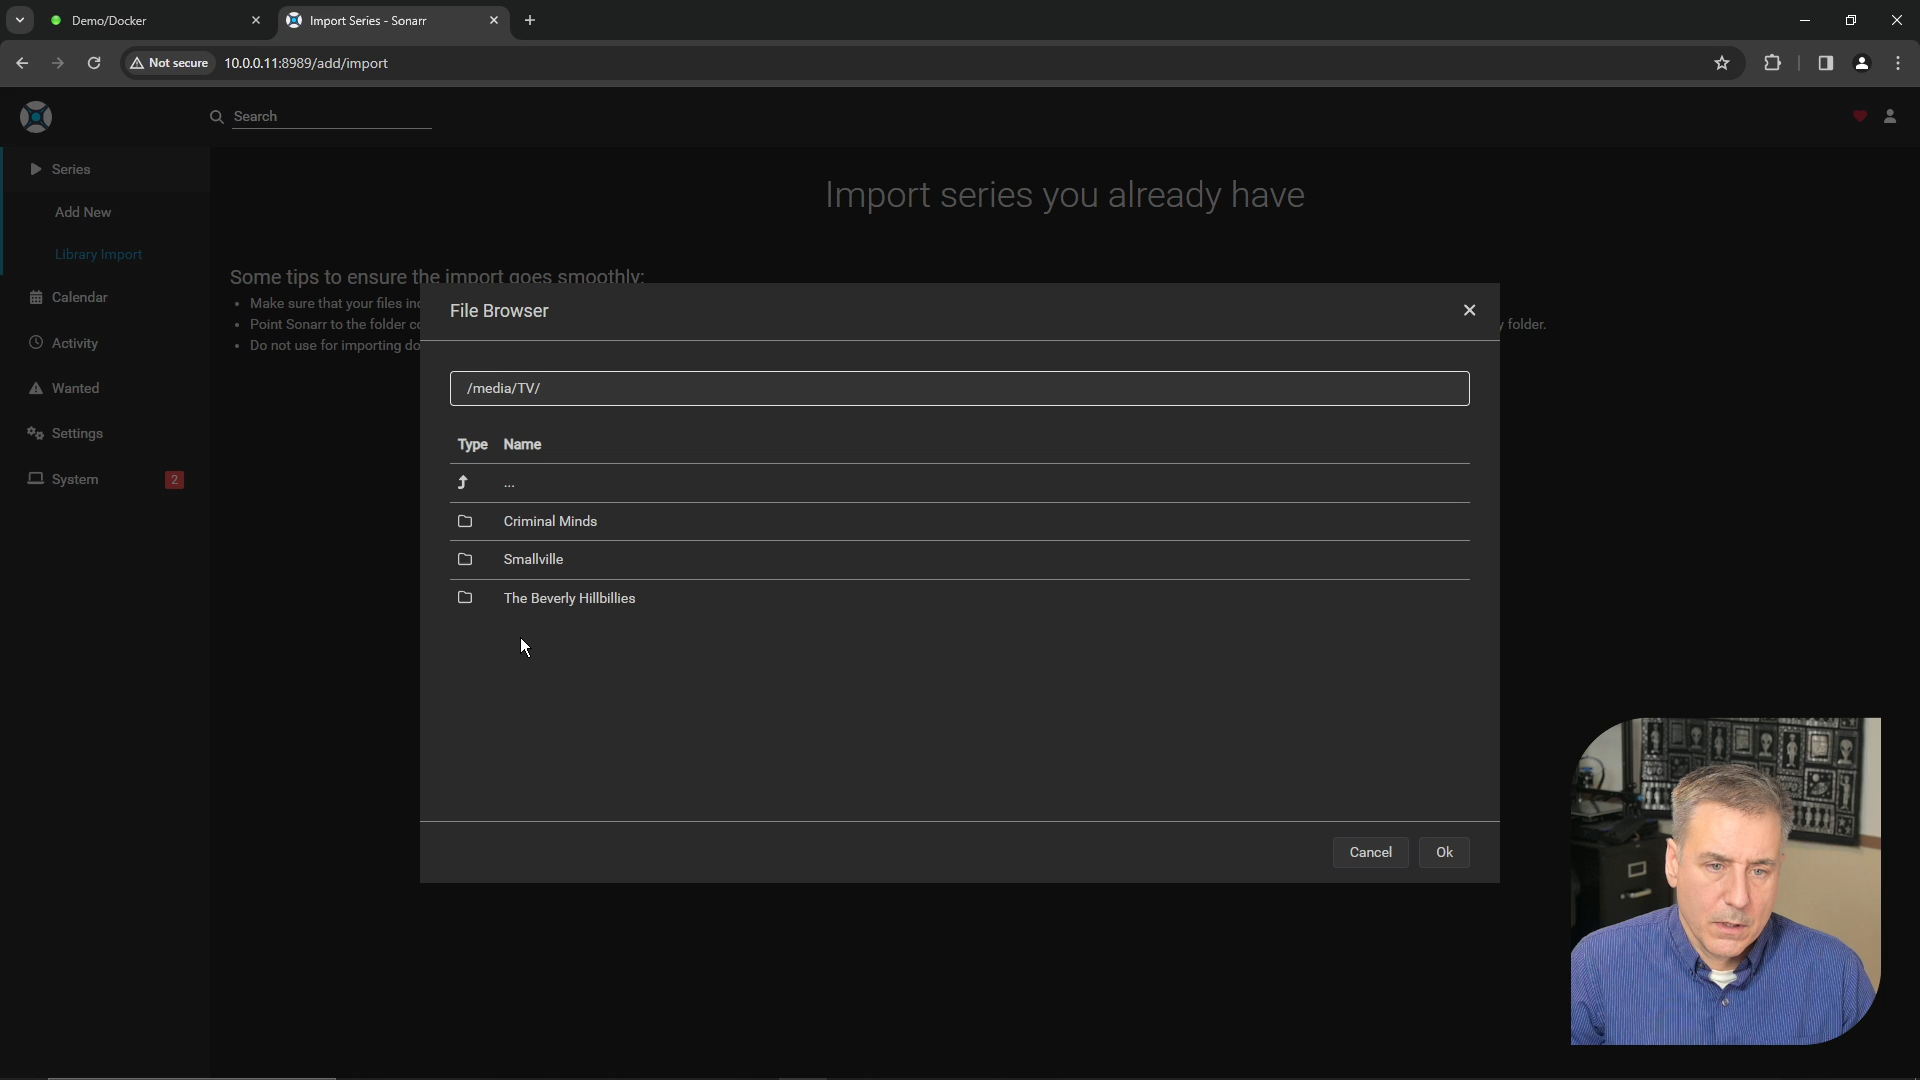 Demo/Docker
Import Series - Sonarr
Not secure
10.0.0.11:8989/add/import
Search
Series
Add New
Library Import
Calendar
Activity
Wanted
Settings
System
2
Import series you already have
Some tips to ensure the import goes smoothly:
Make sure that your files in
Point Sonarr to the folder
y folder.
Do not use for importing do
File Browser
/media/TV/
Type Name
...
Criminal Minds
Smallville
The Beverly Hillbillies
Cancel
Ok